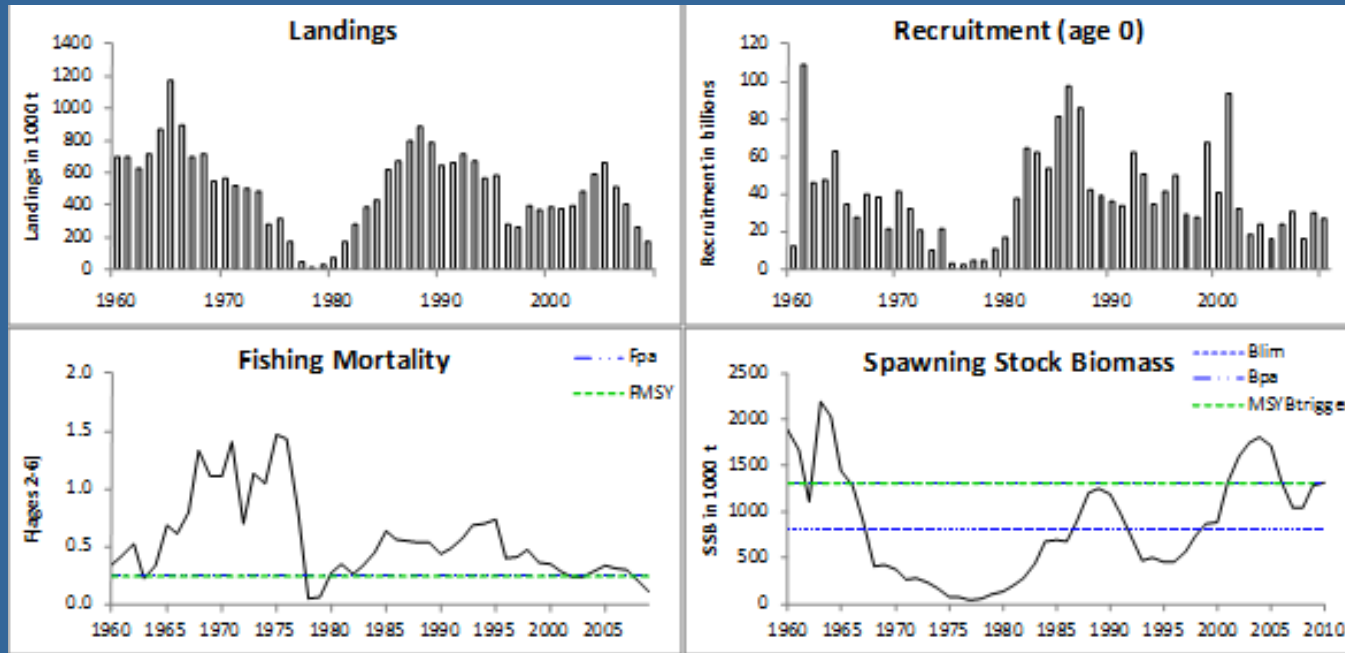 Landings
Landings in 1000 t
1400
1200
1000
800
600
400
200
0
1960 1970 1980 1990 2000
Recruitment (age 0)
Recruitment in billions
120
100
80
60
40
20
0
1960 1970 1980 1990 2000
Fishing Mortality
Fpa
FMSY
F(ages 2-6)
2.0
1.5
1.0
0.5
0.0
1960 1965 1970 1975 1980 1985 1990 1995 2000 2005
Spawning Stock Biomass
Blim
Bpa
MSYBtrigge
SSB in 1000 t
2500
2000
1500
1000
500
0
1960 1965 1970 1975 1980 1985 1990 1995 2000 2005 2010